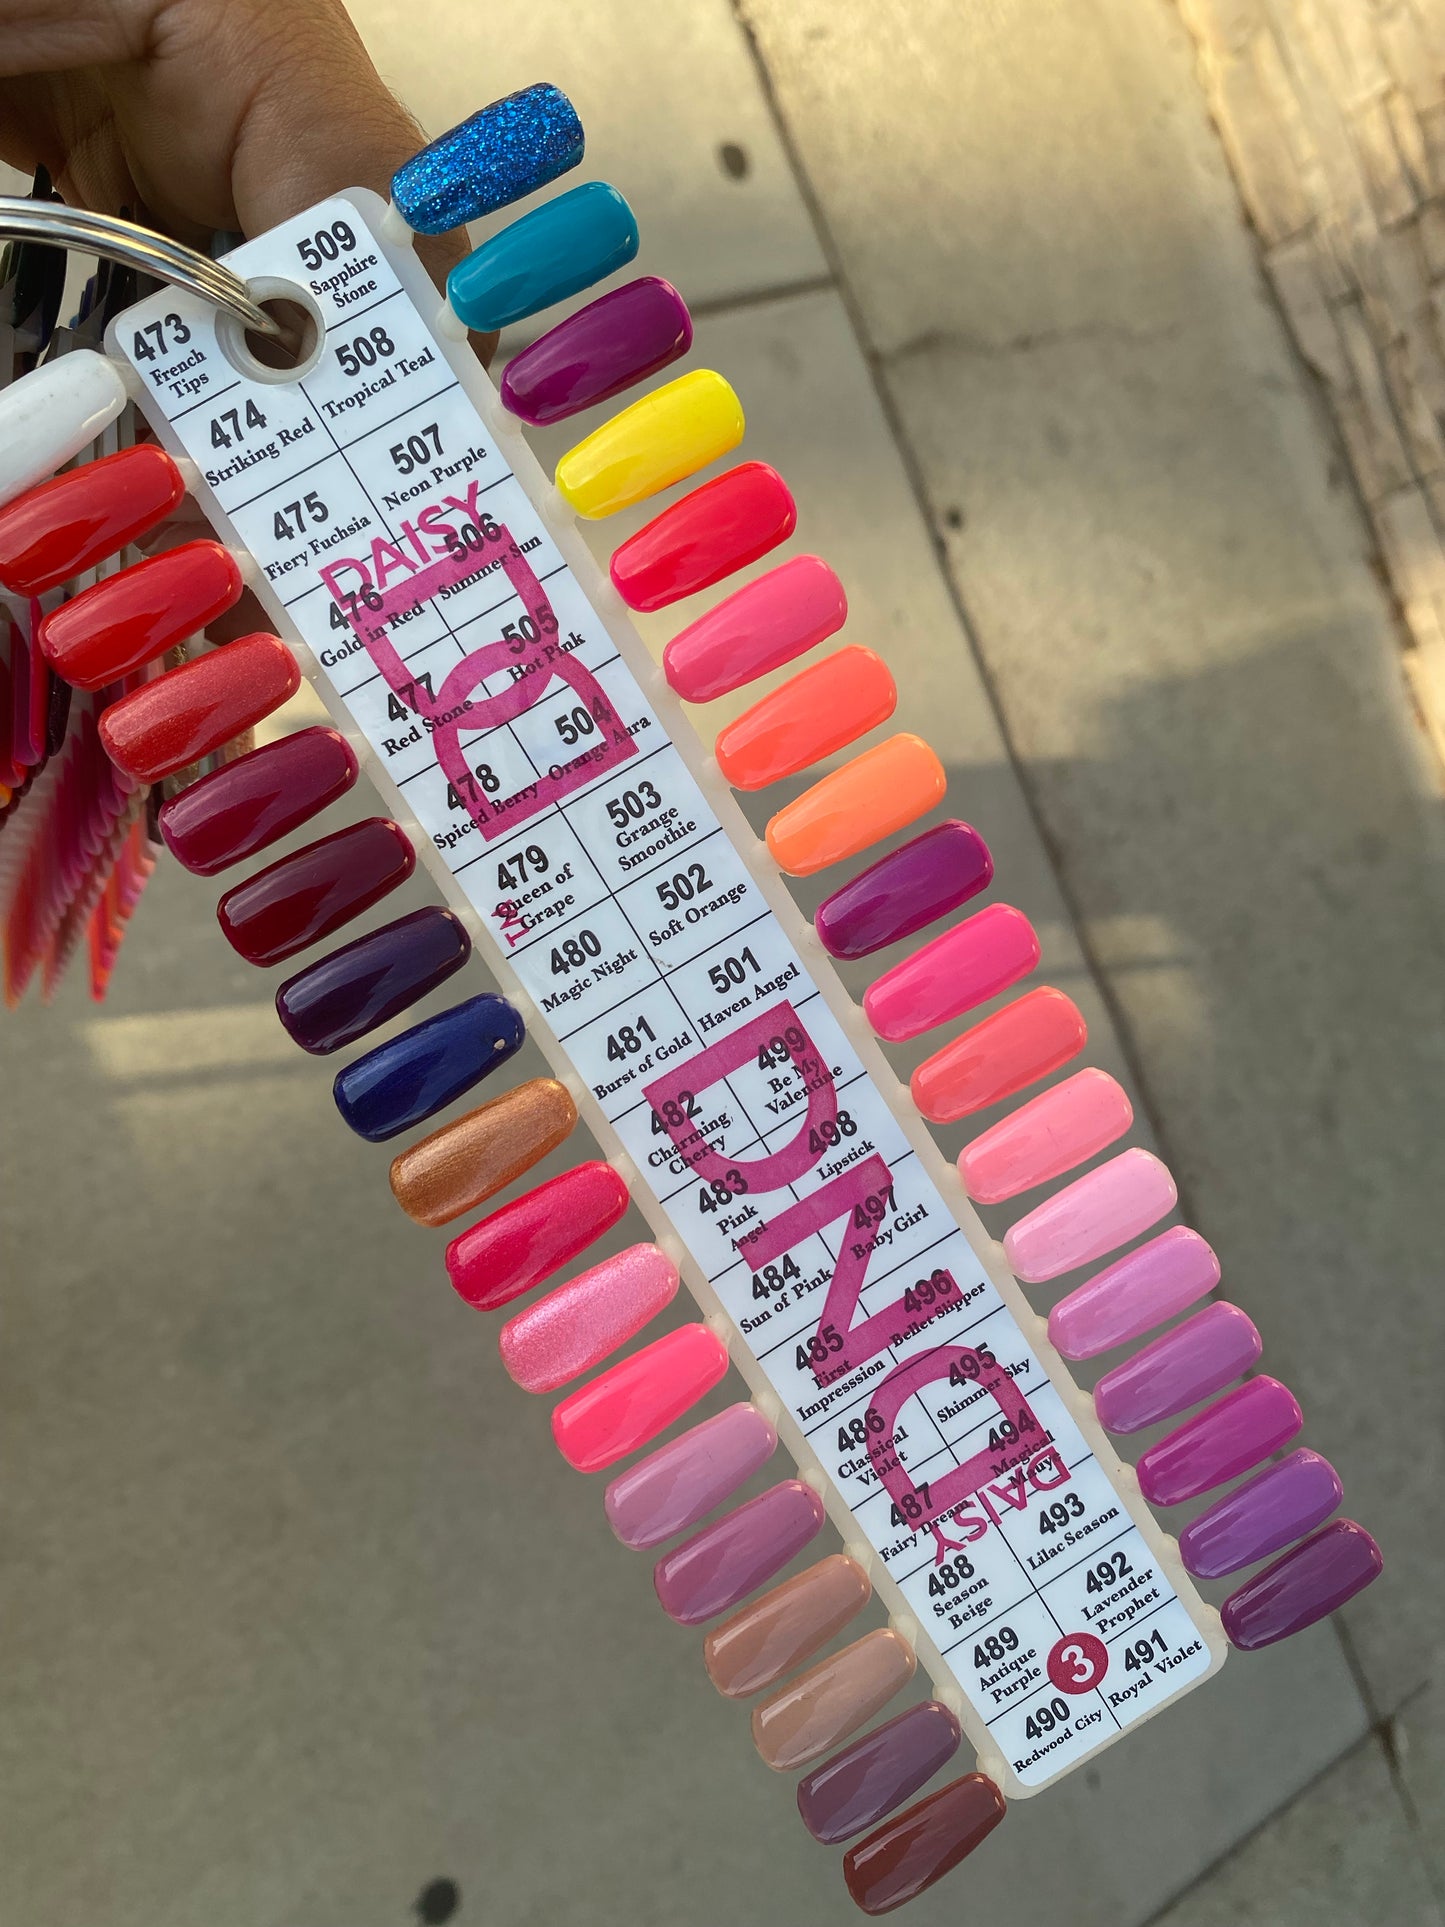 509
Sapphire
Stone
473
French
Tips
508
Tropical Teal
474
Striking Red
507
Neon Purple
475
Fiery Fuchsia
DAISY
506
Summer Sun
476
Gold in Red
505
Hot Pink
477
Red Stone
504
Orange Aura
478
Spiced Berry
503
Grange
Smoothie
479
Queen of
Grape
502
Soft Orange
480
Magic Night
501
Haven Angel
481
Burst of Gold
499
Be My
Valentine
482
Charming
Cherry
498
Lipstick
483
Pink
Angel
497
Baby Girl
484
Sun of Pink
496
Bellet Slipper
485
First
Impresssion
495
Shimmer Sky
486
Classical
Violet
494
Magical
Mauve
487
Fairy Dream
DND
DAISY
493
Lilac Season
488
Season
Beige
492
Lavender
Prophet
489
Antique
Purple
3
491
Royal Violet
490
Redwood City